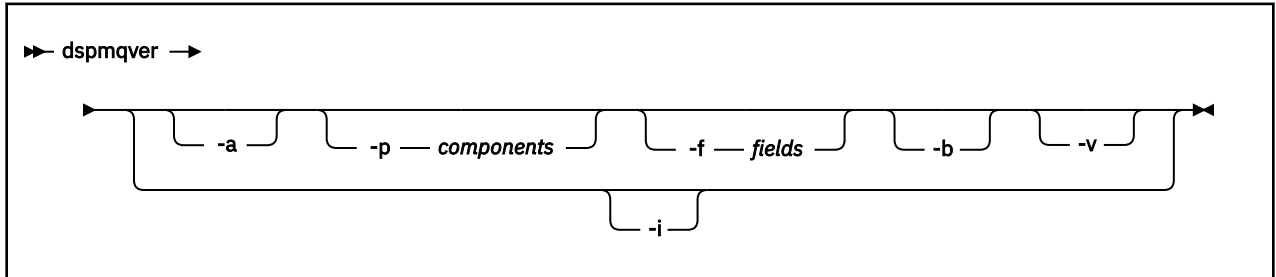 dspmqver
-a -p components -f fields -b -v
-i